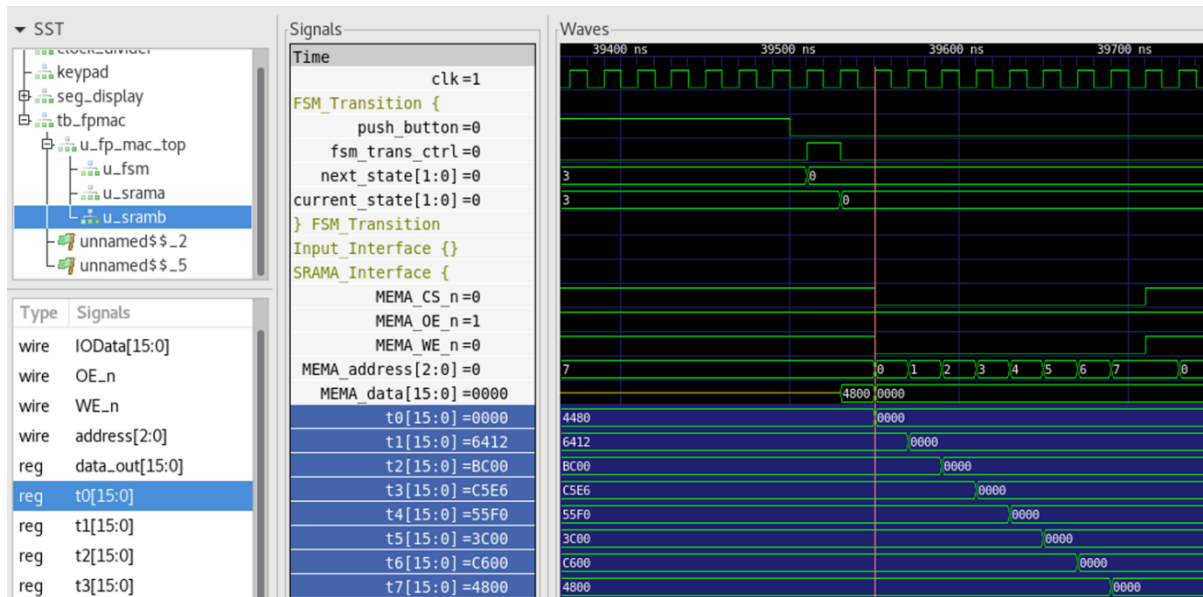 SST
clock_divider
keypad
seg_display
tb_fpmac
u_fp_mac_top
u_fsm
u_srama
u_sramb
unnamed$$_2
unnamed$$_5
Type Signals
wire IOData[15:0]
wire OE_n
wire WE_n
wire address[2:0]
reg data_out[15:0]
reg t0[15:0]
reg t1[15:0]
reg t2[15:0]
reg t3[15:0]
Signals
Time
clk=1
FSM_Transition {
push_button=0
fsm_trans_ctrl=0
next_state[1:0]=0
current_state[1:0]=0
} FSM_Transition
Input_Interface {}
SRAMA_Interface {
MEMA_CS_n=0
MEMA_OE_n=1
MEMA_WE_n=0
MEMA_address[2:0]=0
MEMA_data[15:0]=0000
t0[15:0]=0000
t1[15:0]=6412
t2[15:0]=BC00
t3[15:0]=C5E6
t4[15:0]=55F0
t5[15:0]=3C00
t6[15:0]=C600
t7[15:0]=4800
Waves
39400 ns 39500 ns 39600 ns 39700 ns
3 0
3 0
7 0 1 2 3 4 5 6 7 0
4800 0000
4480 0000
6412 0000
BC00 0000
C5E6 0000
55F0 0000
3C00 0000
C600 0000
4800 0000